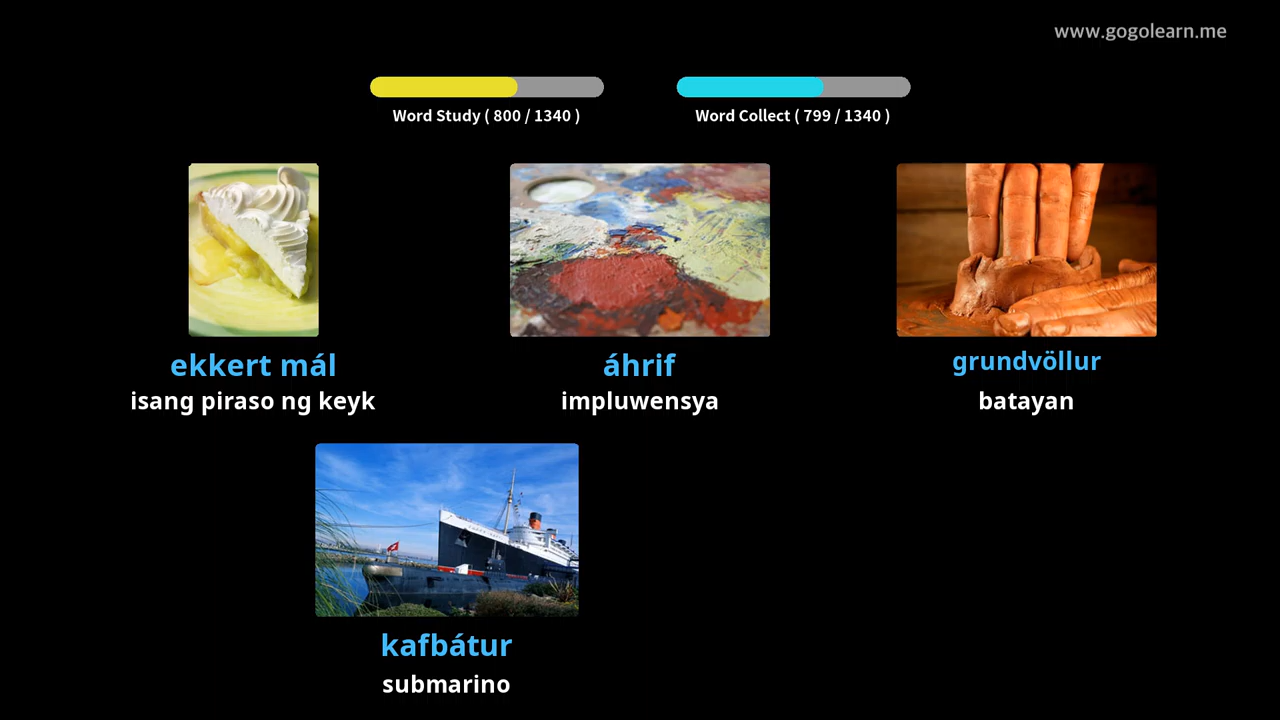 www.gogolearn.me
Word Study ( 800 / 1340 )
Word Collect ( 799 / 1340 )
ekkert mál
isang piraso ng keyk
áhrif
impluwensya
grundvöllur
batayan
kafbátur
submarino